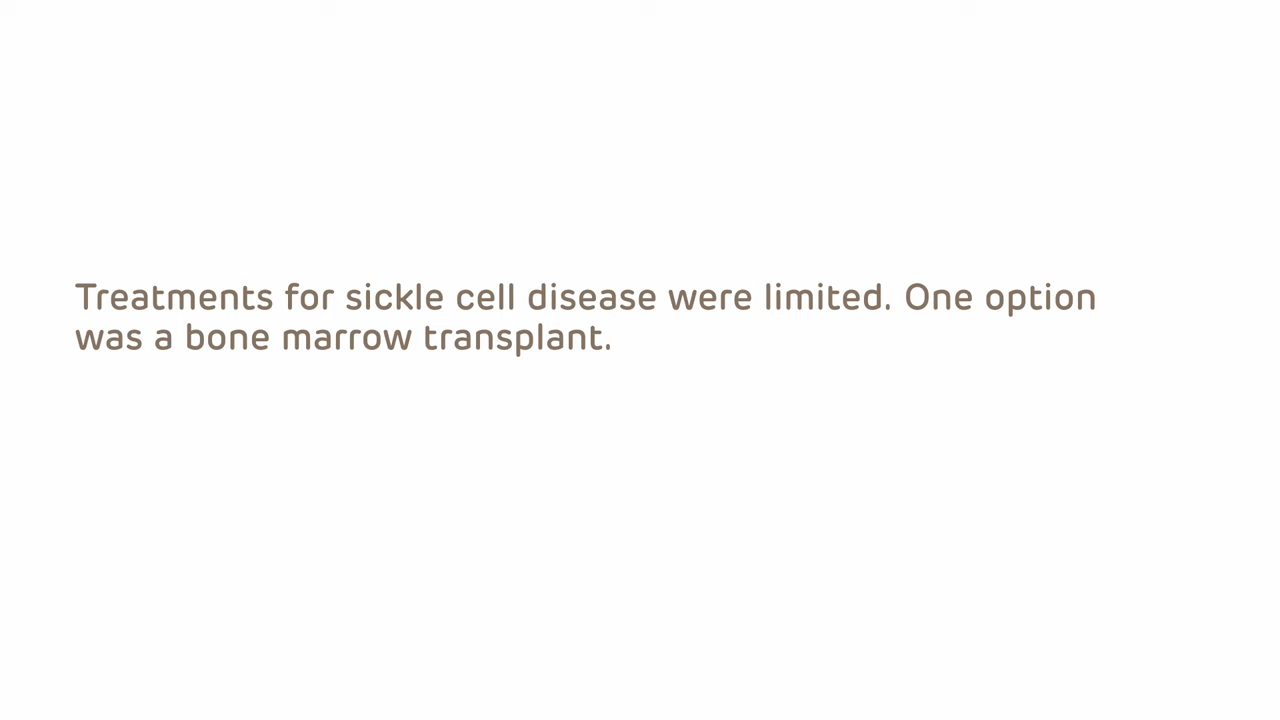 Treatments for sickle cell disease were limited. One option
was a bone marrow transplant.